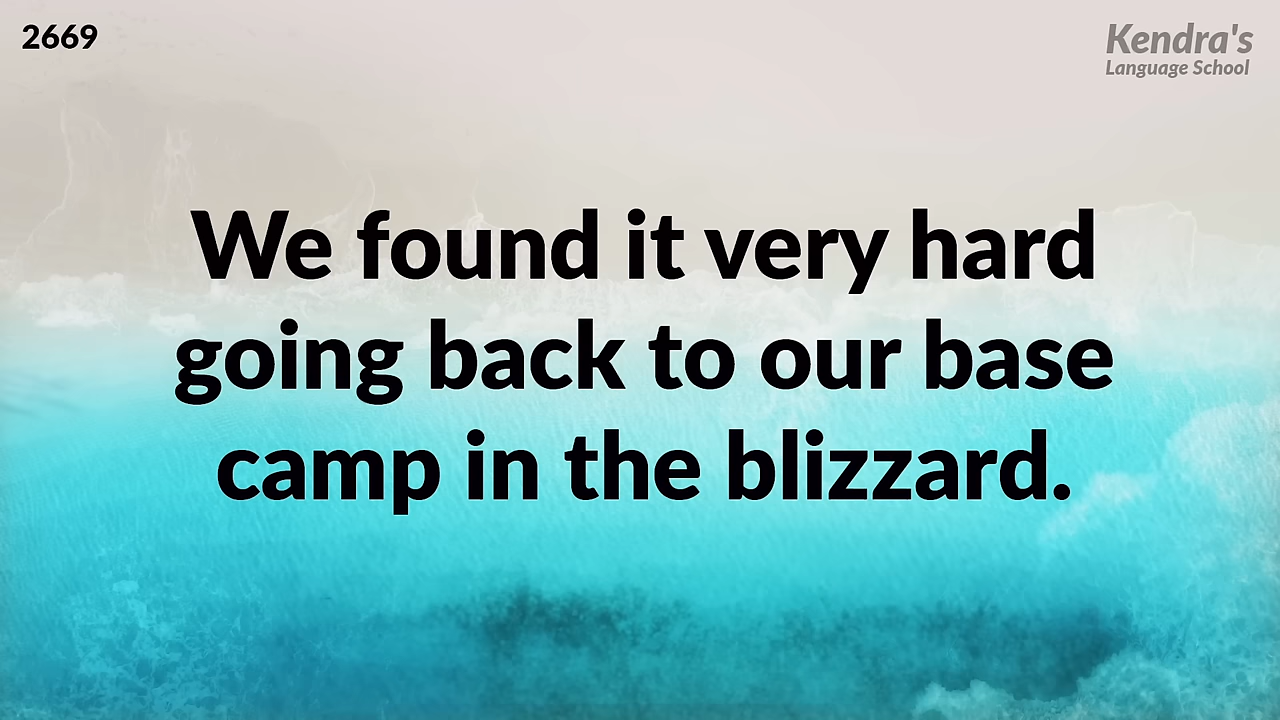 2669
Kendra's
Language School
We found it very hard
going back to our base
camp in the blizzard.